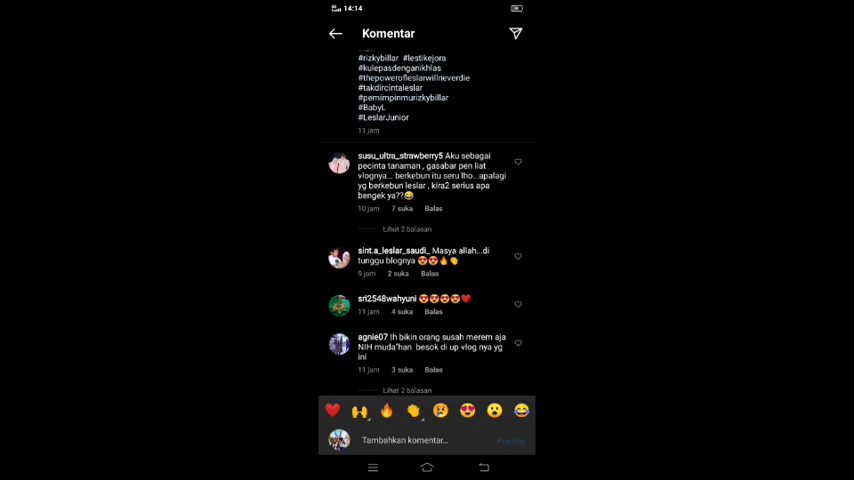 14:14
Komentar
#rizkybillar #lestikejora
#kulepasdenganikhlas
#thepowerofleslarwillneverdie
#takdircintaleslar
#pemimpinmurizkybillar
#BabyL
#LeslarJunior
11 jam
susu_ultra_strawberry5 Aku sebagai
pecinta tanaman , gasabar pen liat
vlognya... berkebun itu seru lho...apalagi
yg berkebun leslar , kira2 serius apa
bengek ya??😂
10 jam 7 suka Balas
Lihat 2 balasan
sint.a_leslar_saudi_ Masya allah...di
tunggu blognya 😍😍🔥👏
9 jam 2 suka Balas
sri2548wahyuni 😍😍😍😍❤️
11 jam 4 suka Balas
agnie07 Ih bikin orang susah merem aja
NIH muda"han besok di up vlog nya yg
ini
11 jam 3 suka Balas
Lihat 2 balasan
❤️ 🙌 🔥 👏 😢 😍 😮 😂
Tambahkan komentar...
Posting